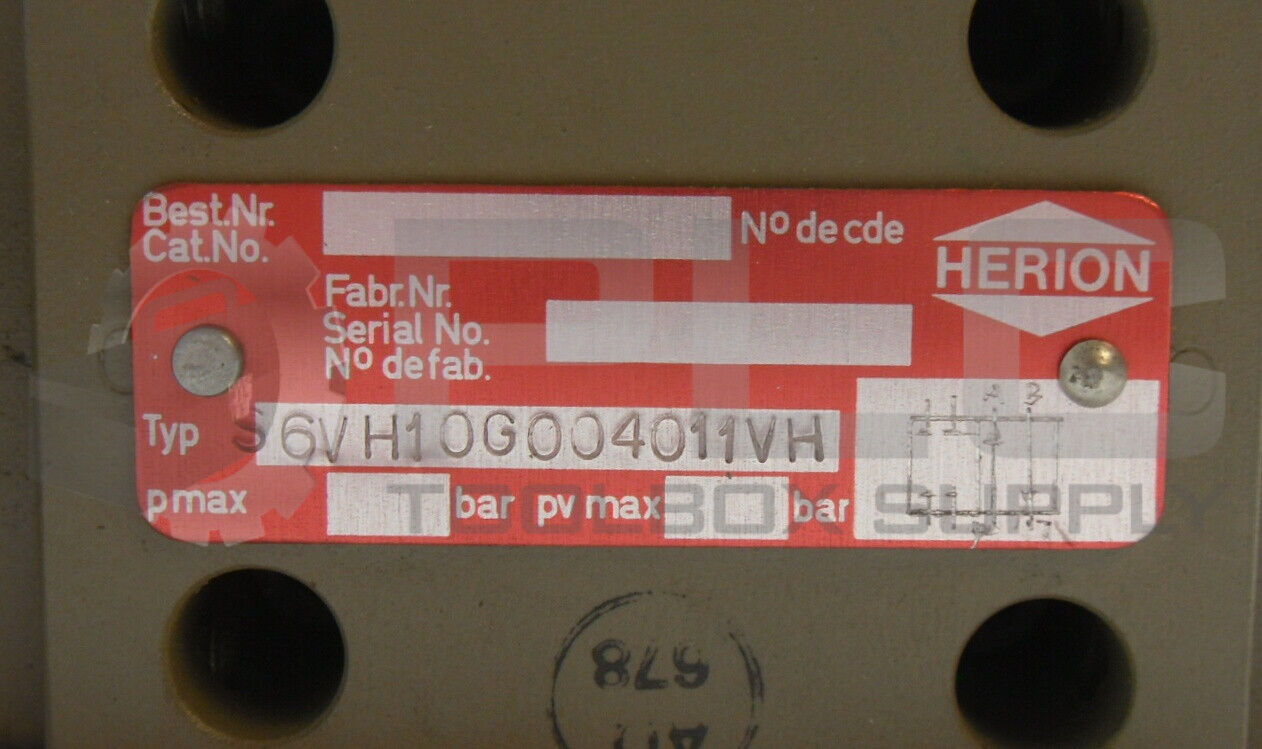 Best.Nr.
Cat.No.
Nº de cde
HERION
Fabr.Nr.
Serial No.
Nº de fab.
Typ S6VH10G004011VH
A B
p max bar pv max bar
TOOLBOX SUPPLY
PLC
678